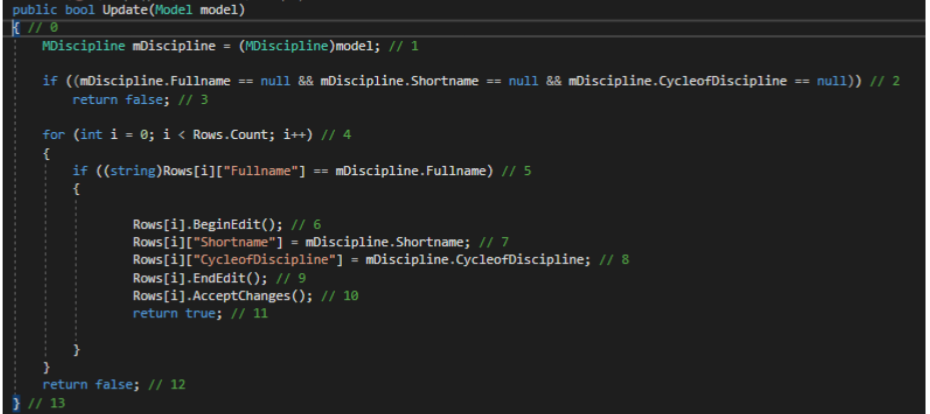 public bool Update(Model model)
{ // 0
MDiscipline mDiscipline = (MDiscipline)model; // 1
if ((mDiscipline.Fullname == null && mDiscipline.Shortname == null && mDiscipline.CycleofDiscipline == null)) // 2
return false; // 3
for (int i = 0; i < Rows.Count; i++) // 4
{
if ((string)Rows[i]["Fullname"] == mDiscipline.Fullname) // 5
{
Rows[i].BeginEdit(); // 6
Rows[i]["Shortname"] = mDiscipline.Shortname; // 7
Rows[i]["CycleofDiscipline"] = mDiscipline.CycleofDiscipline; // 8
Rows[i].EndEdit(); // 9
Rows[i].AcceptChanges(); // 10
return true; // 11
}
}
return false; // 12
} // 13